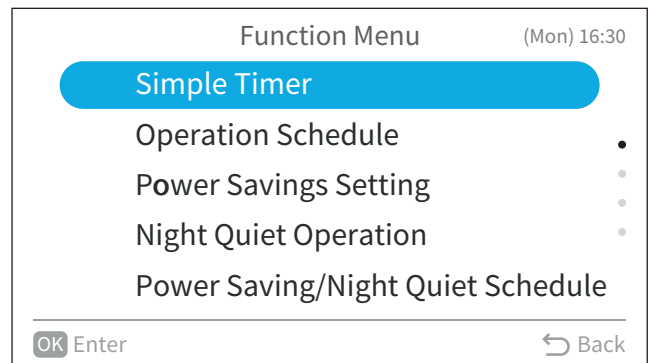 Function Menu (Mon) 16:30
Simple Timer
Operation Schedule
Power Savings Setting
Night Quiet Operation
Power Saving/Night Quiet Schedule
OK Enter Back